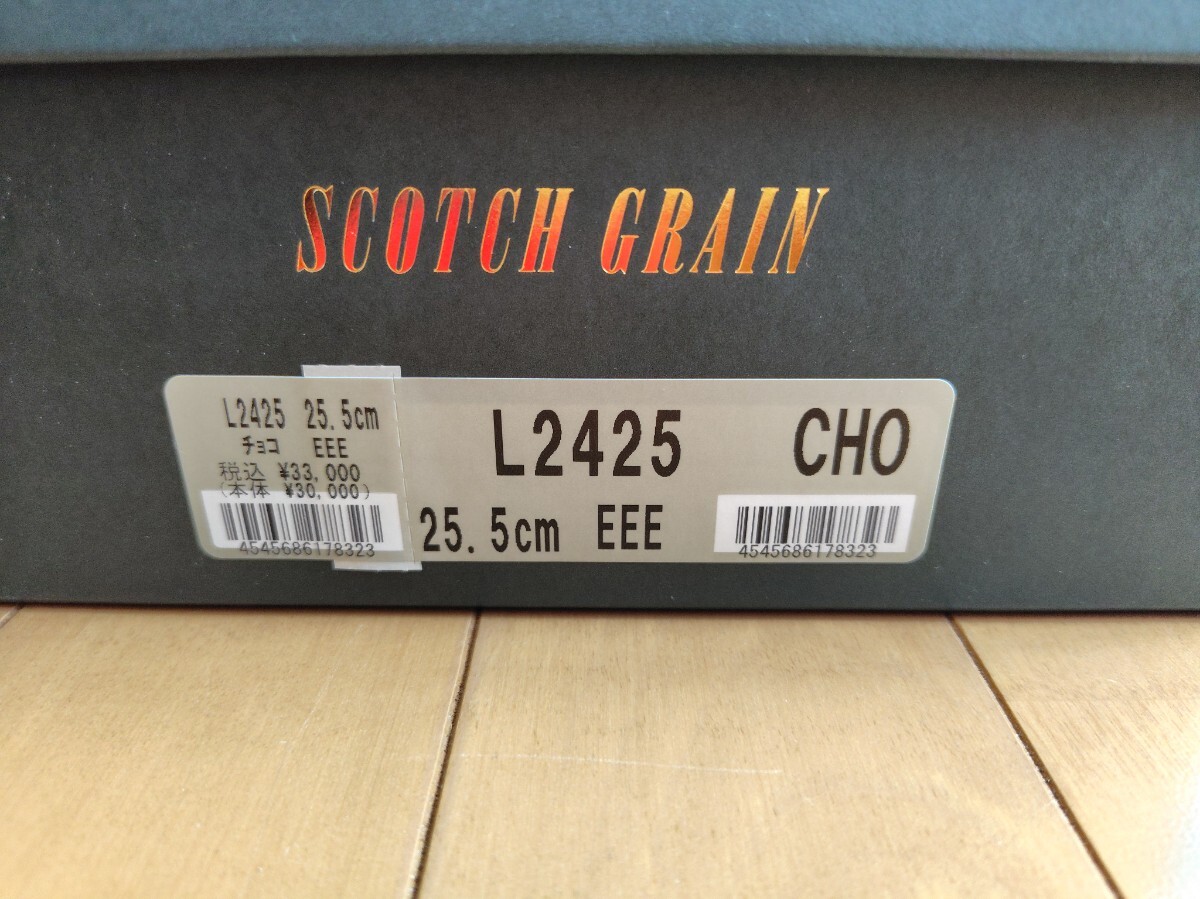 SCOTCH GRAIN
L2425 25.5cm
ﾁｮｺ EEE
税込 ¥33,000
(本体 ¥30,000)
4545686178323
L2425 CHO
25.5cm EEE
4545686178323